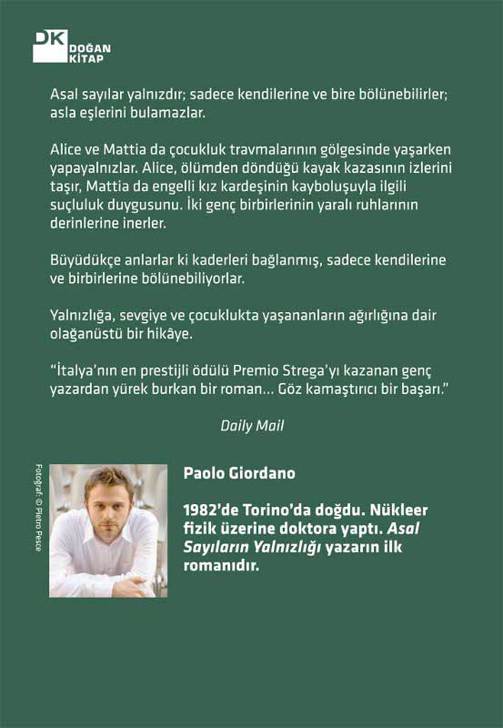 DK
DOĞAN
KİTAP
Asal sayılar yalnızdır; sadece kendilerine ve bire bölünebilirler;
asla eşlerini bulamazlar.
Alice ve Mattia da çocukluk travmalarının gölgesinde yaşarken
yapayalnızlar. Alice, ölümden döndüğü kayak kazasının izlerini
taşır, Mattia da engelli kız kardeşinin kayboluşuyla ilgili
suçluluk duygusunu. İki genç birbirlerinin yaralı ruhlarının
derinlerine inerler.
Büyüdükçe anlarlar ki kaderleri bağlanmış, sadece kendilerine
ve birbirlerine bölünebiliyorlar.
Yalnızlığa, sevgiye ve çocuklukta yaşananların ağırlığına dair
olağanüstü bir hikâye.
“İtalya’nın en prestijli ödülü Premio Strega’yı kazanan genç
yazardan yürek burkan bir roman... Göz kamaştırıcı bir başarı.”
Daily Mail
Fotoğraf: © Pietro Pesce
Paolo Giordano
1982’de Torino’da doğdu. Nükleer
fizik üzerine doktora yaptı. Asal
Sayıların Yalnızlığı yazarın ilk
romanıdır.